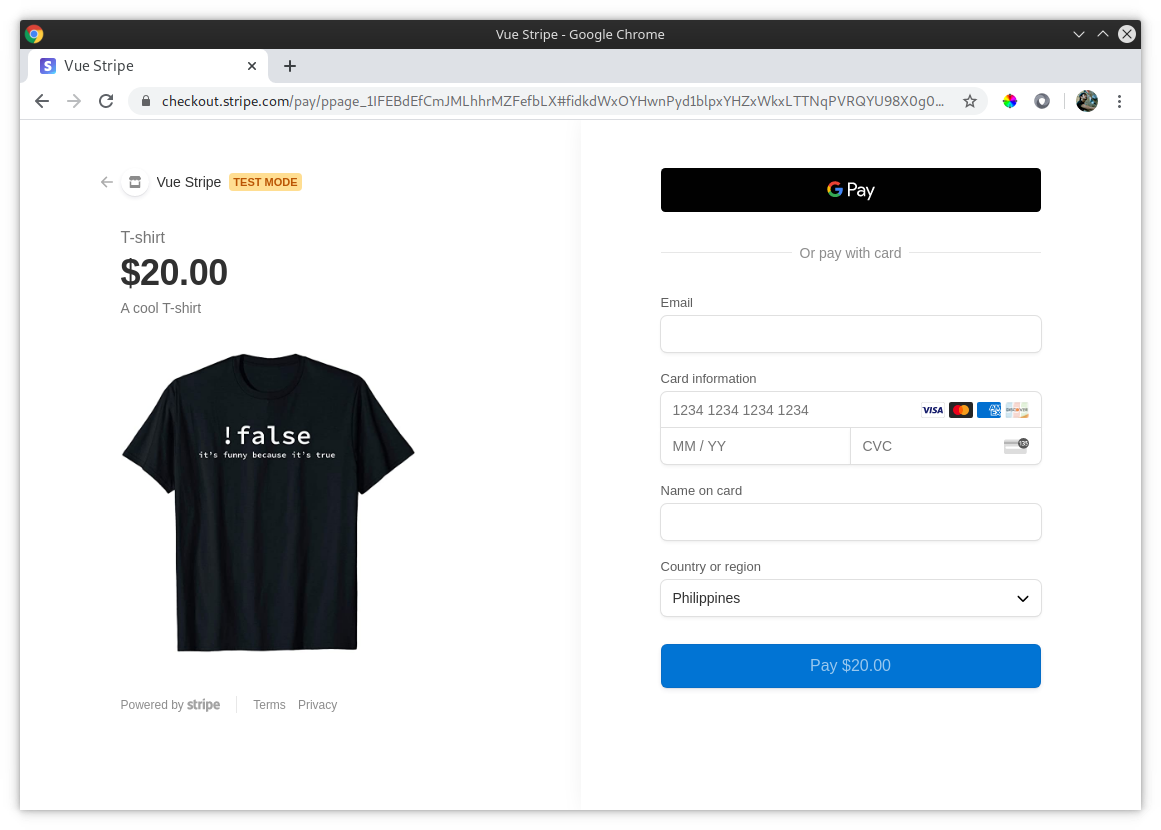 Vue Stripe - Google Chrome
S Vue Stripe
checkout.stripe.com/pay/ppage_1IFEBdEfCmJMLhhrMZFefbLX#fidkdWxOYHwnPyd1blpxYHZxWkxLTTNqPVRQYU98X0g0...
Vue Stripe TEST MODE
T-shirt
$20.00
A cool T-shirt
!false
it's funny because it's true
Powered by stripe
Terms Privacy
G Pay
Or pay with card
Email
Card information
1234 1234 1234 1234 VISA DISCOVER
MM / YY CVC 135
Name on card
Country or region
Philippines
Pay $20.00